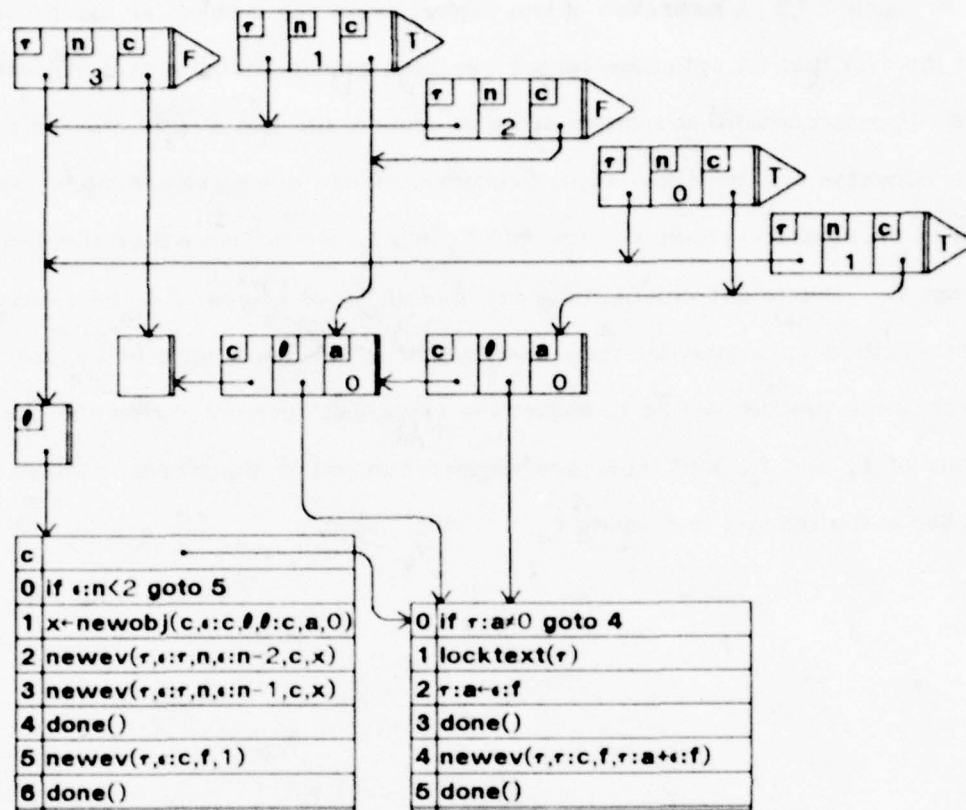 τ n c
3 F
τ n c
1 T
τ n c
2 F
τ n c
0 T
τ n c
1 T
c ℓ a
0
c ℓ a
0
ℓ
c
0 if ϵ:n<2 goto 5
1 x←newobj(c,ϵ:c,ℓ,ℓ:c,a,0)
2 newev(τ,ϵ:τ,n,ϵ:n-2,c,x)
3 newev(τ,ϵ:τ,n,ϵ:n-1,c,x)
4 done()
5 newev(τ,ϵ:c,f,1)
6 done()
0 if τ:a≠0 goto 4
1 locktext(τ)
2 τ:a←ϵ:f
3 done()
4 newev(τ,τ:c,f,τ:a+ϵ:f)
5 done()